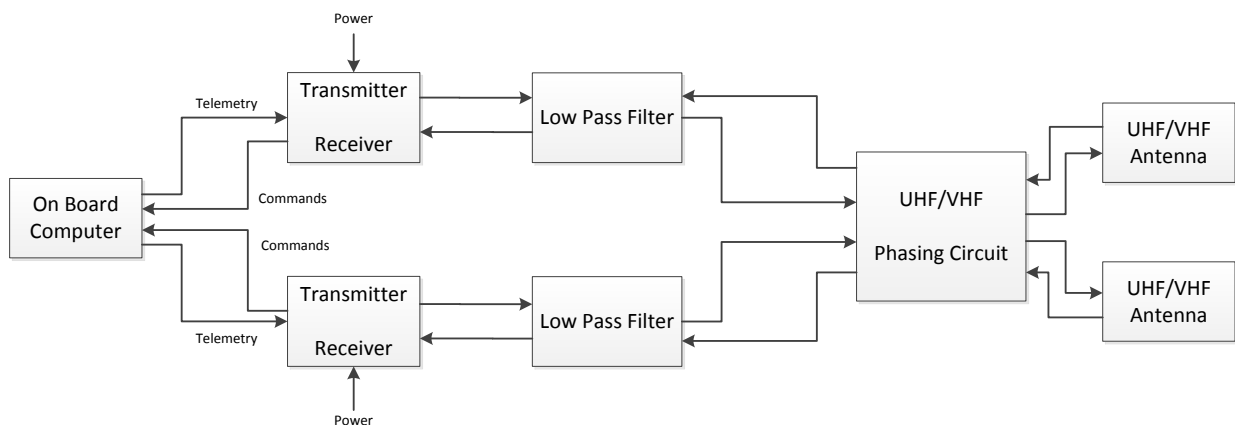 Power
Transmitter
Receiver
Telemetry
Low Pass Filter
UHF/VHF
Antenna
On Board
Computer
Commands
Commands
UHF/VHF
Phasing Circuit
Transmitter
Receiver
Telemetry
Low Pass Filter
UHF/VHF
Antenna
Power